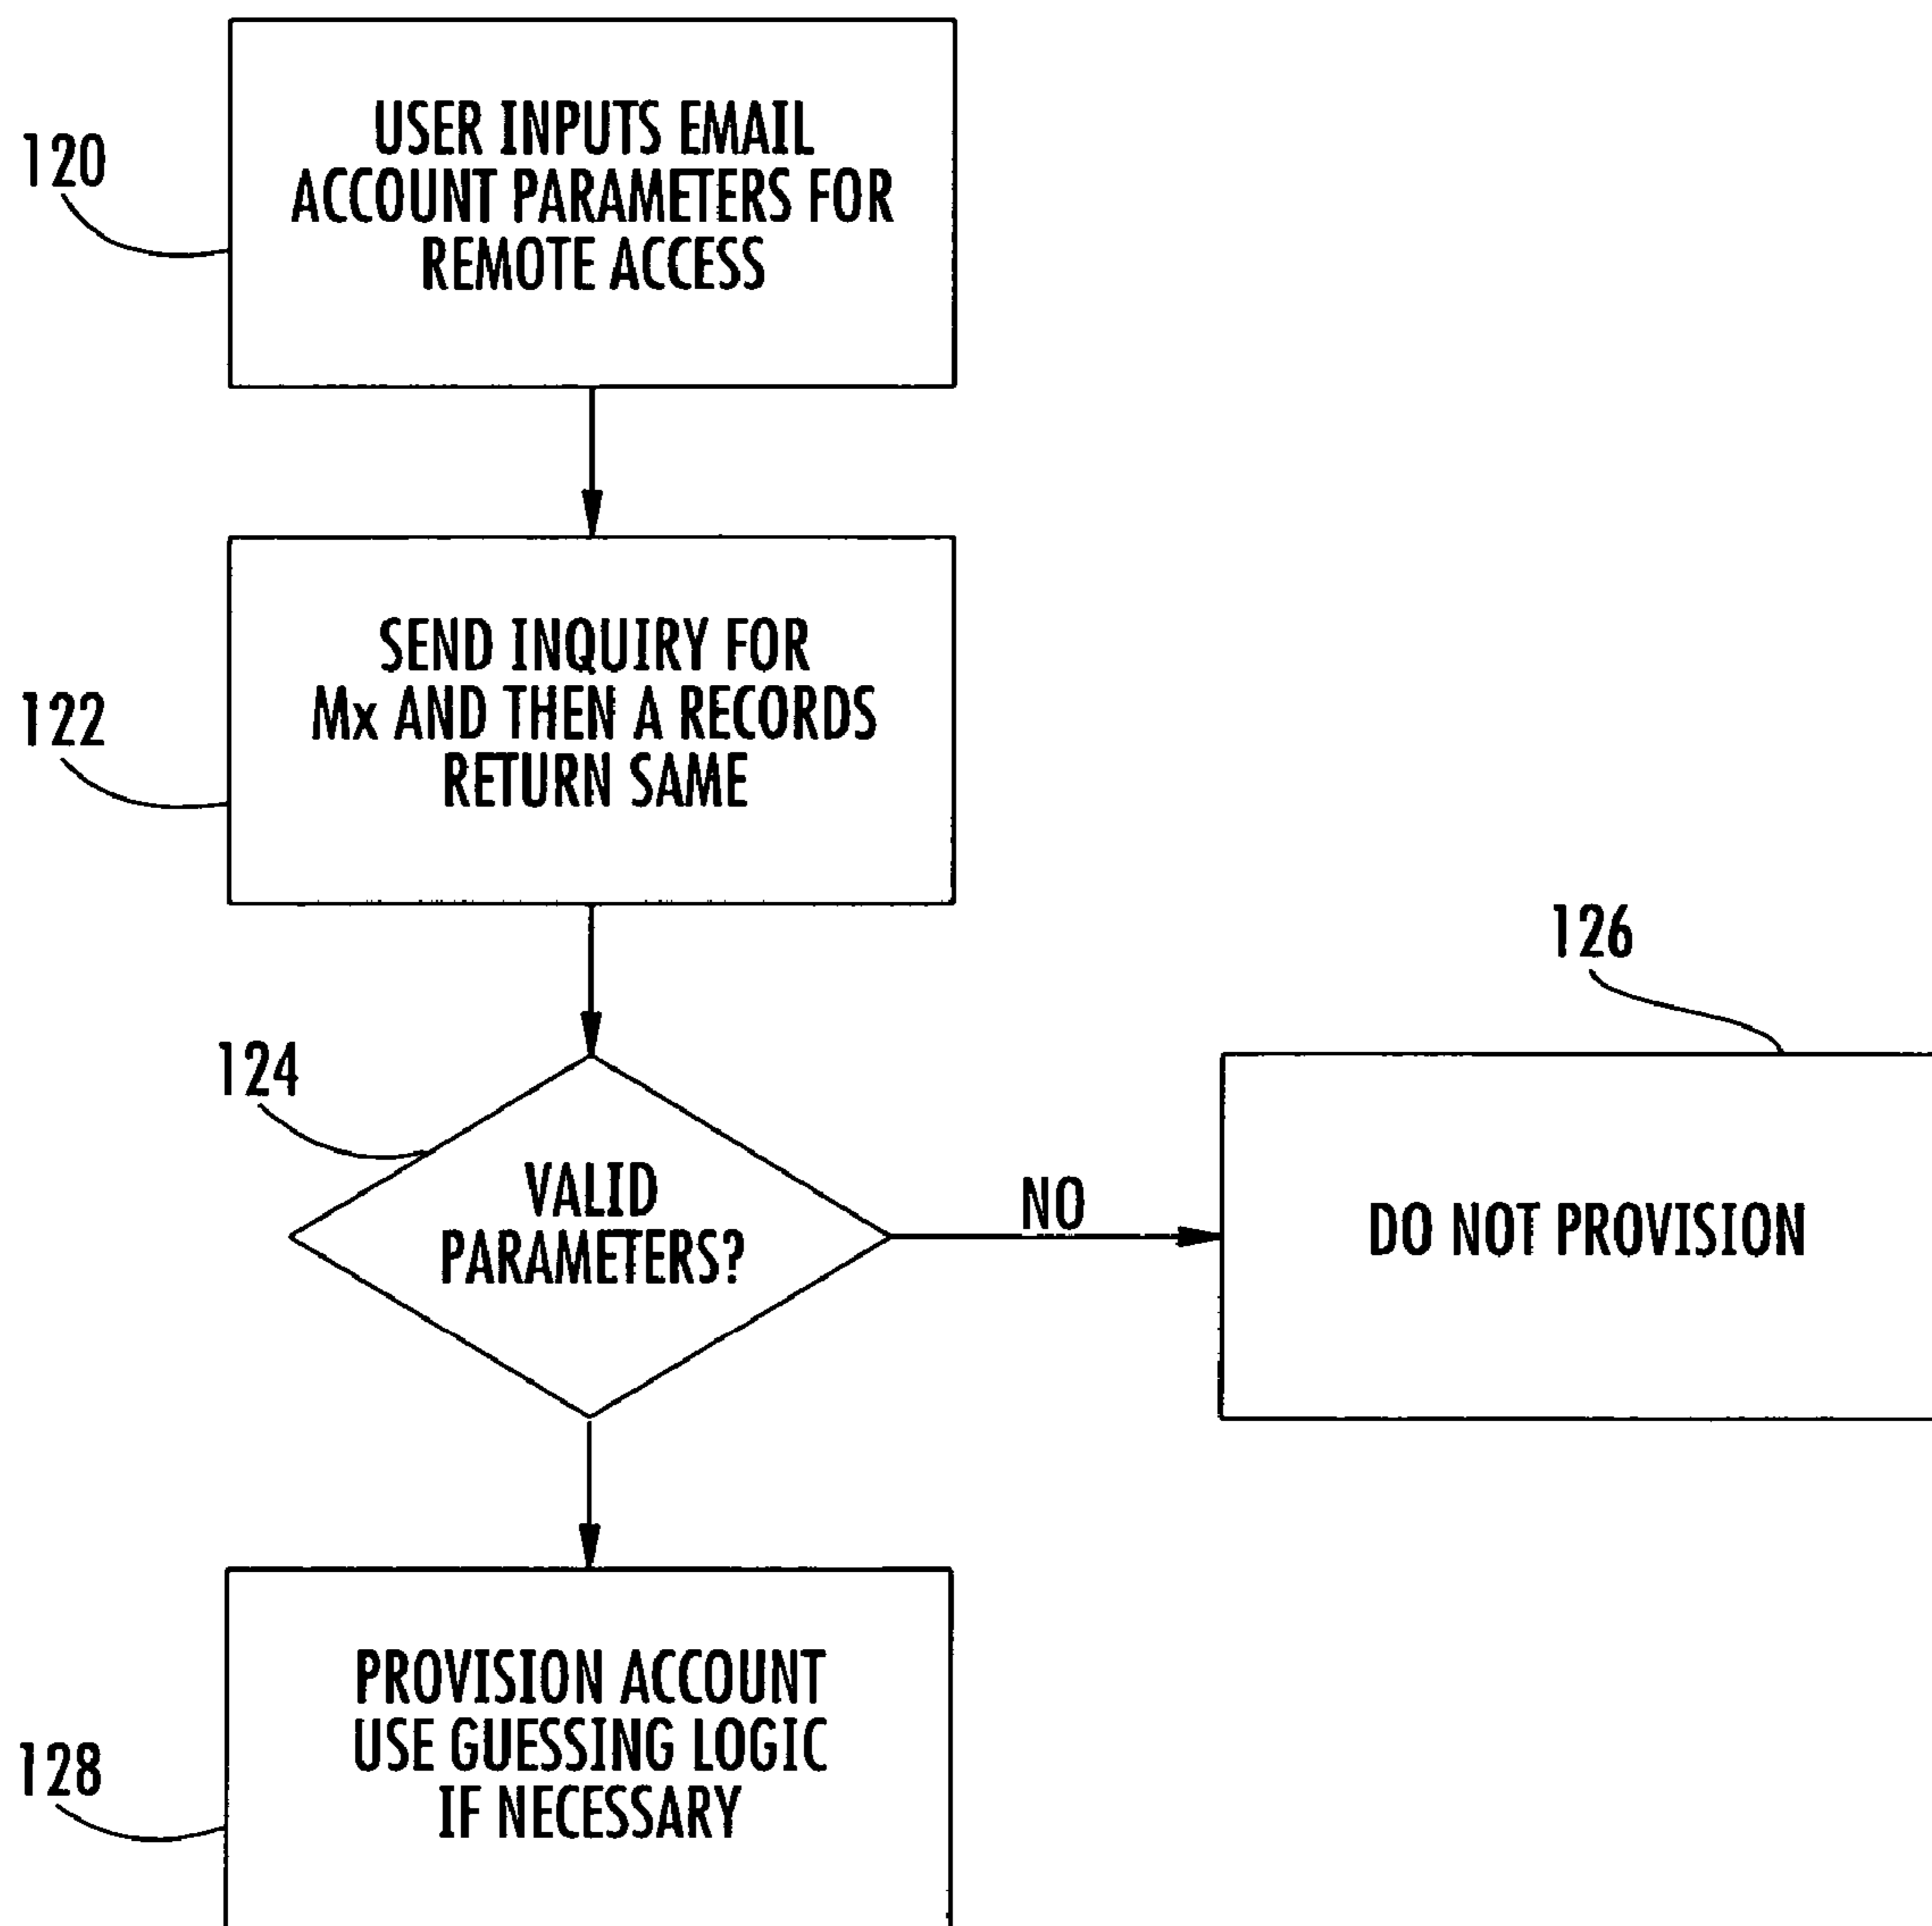 120
USER INPUTS EMAIL
ACCOUNT PARAMETERS FOR
REMOTE ACCESS
122
SEND INQUIRY FOR
Mx AND THEN A RECORDS
RETURN SAME
124
VALID
PARAMETERS?
NO
126
DO NOT PROVISION
128
PROVISION ACCOUNT
USE GUESSING LOGIC
IF NECESSARY